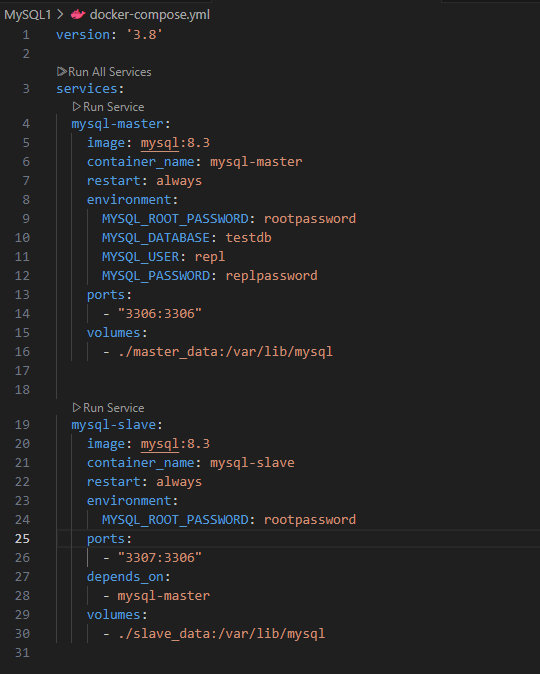 MySQL1 > docker-compose.yml
1 version: '3.8'
2
Run All Services
3 services:
Run Service
4 mysql-master:
5 image: mysql:8.3
6 container_name: mysql-master
7 restart: always
8 environment:
9 MYSQL_ROOT_PASSWORD: rootpassword
10 MYSQL_DATABASE: testdb
11 MYSQL_USER: repl
12 MYSQL_PASSWORD: replpassword
13 ports:
14 - "3306:3306"
15 volumes:
16 - ./master_data:/var/lib/mysql
17
18
Run Service
19 mysql-slave:
20 image: mysql:8.3
21 container_name: mysql-slave
22 restart: always
23 environment:
24 MYSQL_ROOT_PASSWORD: rootpassword
25 ports:
26 - "3307:3306"
27 depends_on:
28 - mysql-master
29 volumes:
30 - ./slave_data:/var/lib/mysql
31